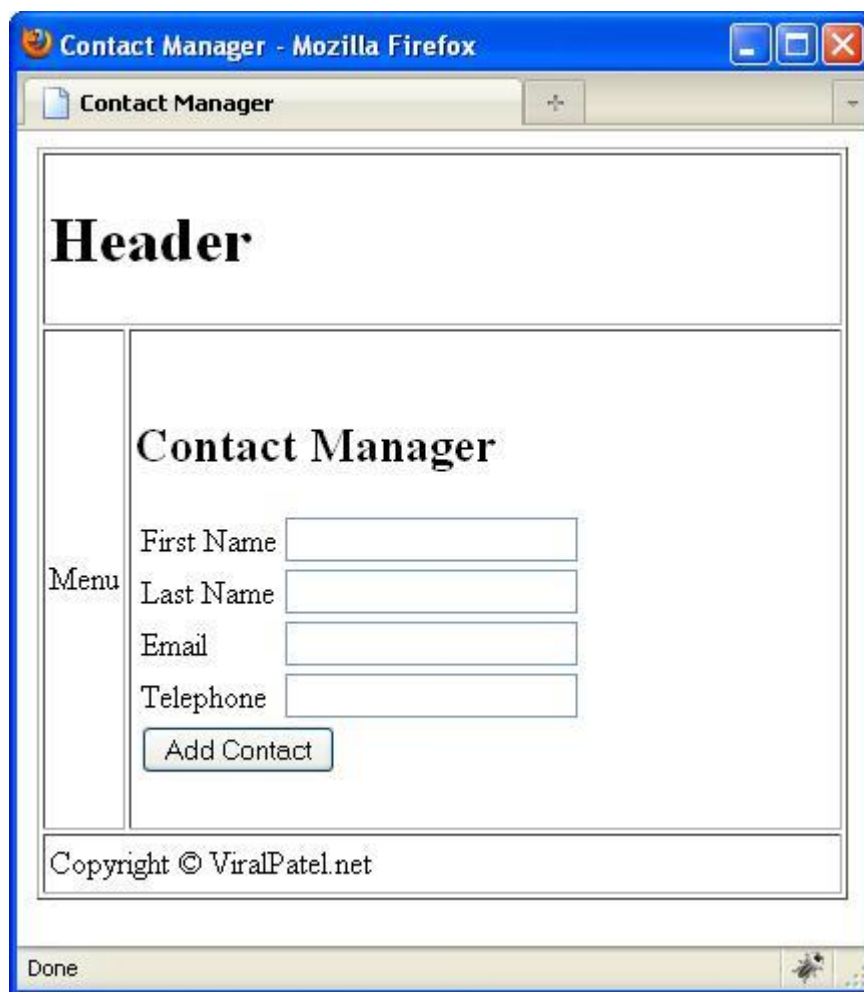 Contact Manager - Mozilla Firefox
Contact Manager
Header
Menu
Contact Manager
First Name
Last Name
Email
Telephone
Add Contact
Copyright © ViralPatel.net
Done